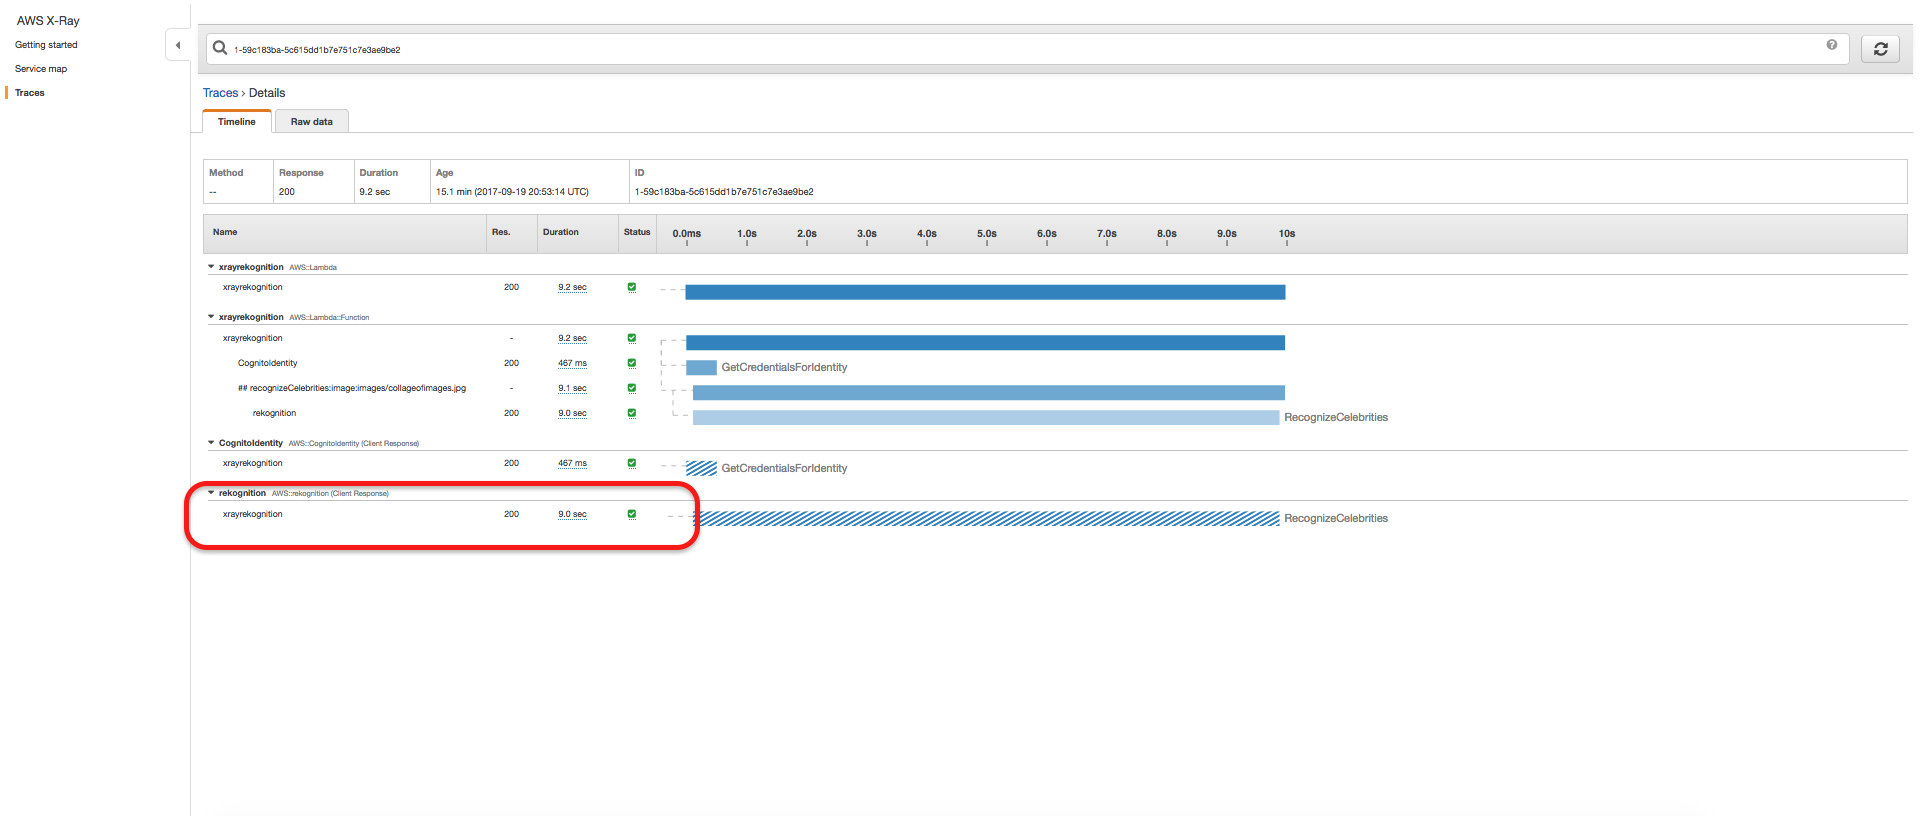 AWS X-Ray
Getting started
Service map
Traces
1-59c183ba-5c615dd1b7e751c7e3ae9be2
Traces › Details
Timeline Raw data
Method Response Duration Age ID
-- 200 9.2 sec 15.1 min (2017-09-19 20:53:14 UTC) 1-59c183ba-5c615dd1b7e751c7e3ae9be2
Name Res. Duration Status 0.0ms 1.0s 2.0s 3.0s 4.0s 5.0s 6.0s 7.0s 8.0s 9.0s 10s
xrayrekognition AWS::Lambda
xrayrekognition 200 9.2 sec
xrayrekognition AWS::Lambda::Function
xrayrekognition - 9.2 sec
CognitoIdentity 200 467 ms GetCredentialsForIdentity
## recognizeCelebrities:image:images/collageofimages.jpg - 9.1 sec
rekognition 200 9.0 sec RecognizeCelebrities
CognitoIdentity AWS::CognitoIdentity (Client Response)
xrayrekognition 200 467 ms GetCredentialsForIdentity
rekognition AWS::rekognition (Client Response)
xrayrekognition 200 9.0 sec RecognizeCelebrities